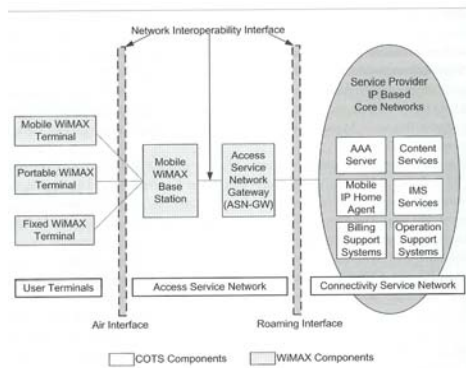 Network Interoperability Interface
Service Provider
IP Based
Core Networks
Mobile WiMAX
Terminal
Portable WiMAX
Terminal
Fixed WiMAX
Terminal
Mobile
WiMAX
Base
Station
Access
Service
Network
Gateway
(ASN-GW)
AAA
Server
Content
Services
Mobile
IP Home
Agent
IMS
Services
Billing
Support
Systems
Operation
Support
Systems
User Terminals
Access Service Network
Connectivity Service Network
Air Interface
Roaming Interface
COTS Components
WiMAX Components